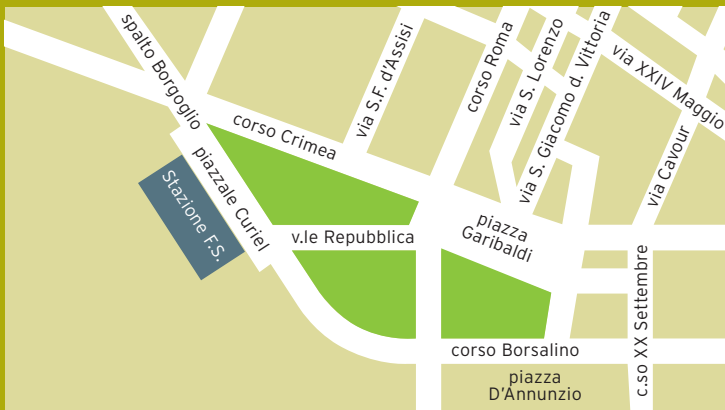 spalto Borgoglio
via S.F. d'Assisi
corso Roma
via S. Lorenzo
via S. Giacomo d. Vittoria
via XXIV Maggio
corso Crimea
via Cavour
piazzale Curiel
Stazione F.S.
v.le Repubblica
piazza
Garibaldi
c.so XX Settembre
corso Borsalino
piazza
D'Annunzio